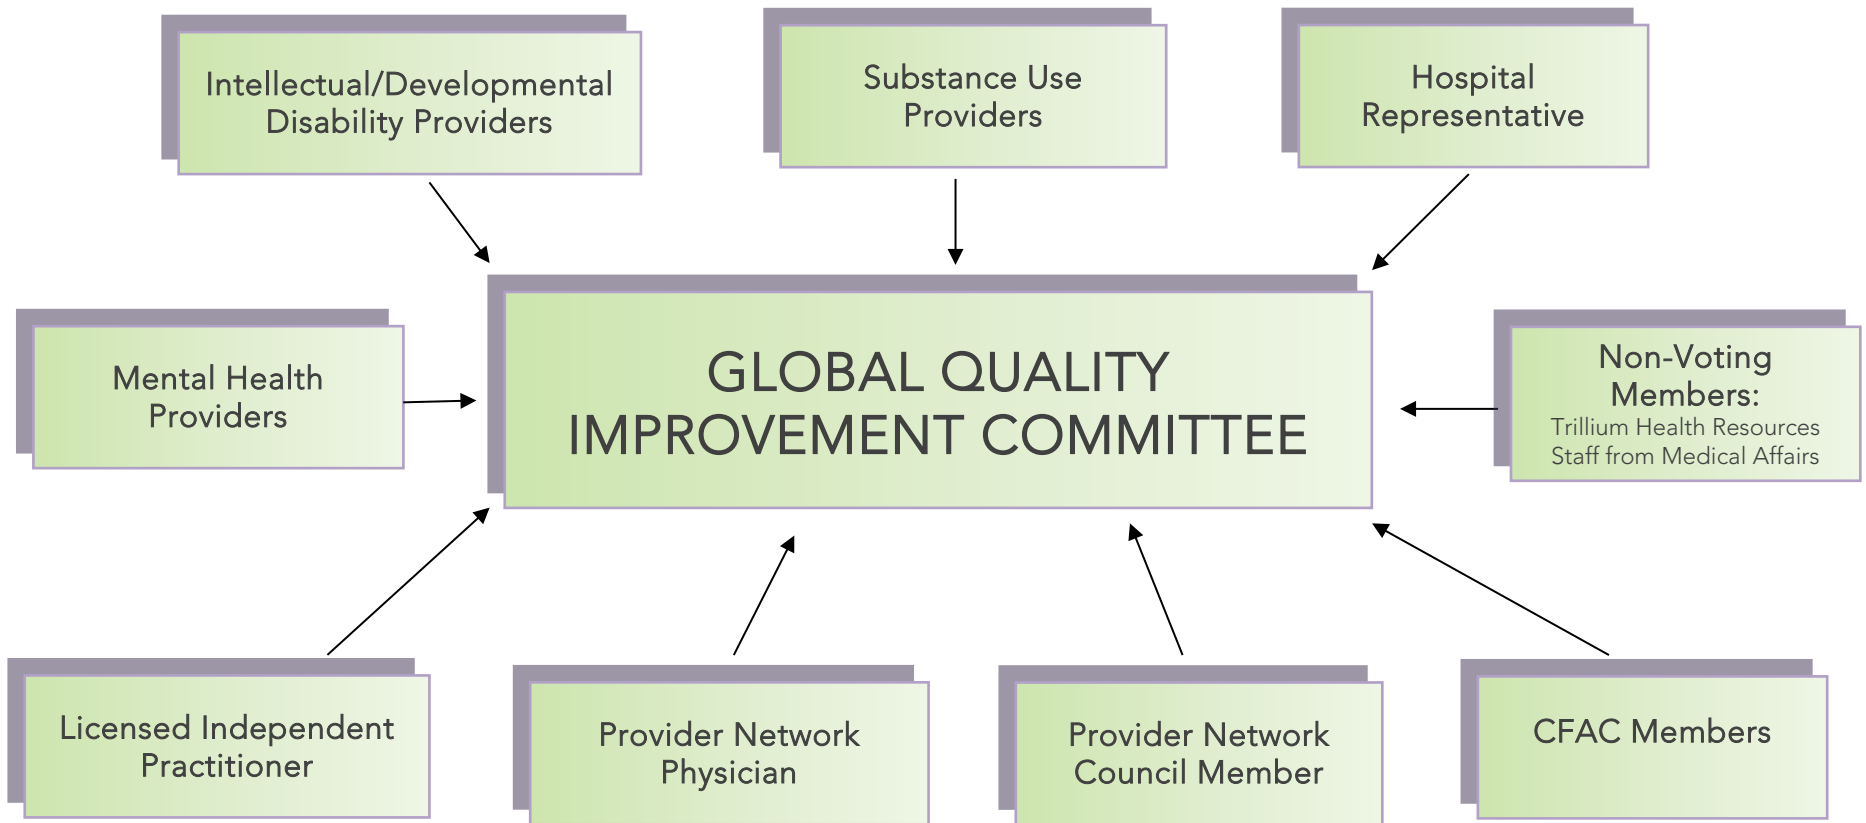 Intellectual/Developmental
Disability Providers
Substance Use
Providers
Hospital
Representative
Mental Health
Providers
GLOBAL QUALITY
IMPROVEMENT COMMITTEE
Non-Voting
Members:
Trillium Health Resources
Staff from Medical Affairs
Licensed Independent
Practitioner
Provider Network
Physician
Provider Network
Council Member
CFAC Members